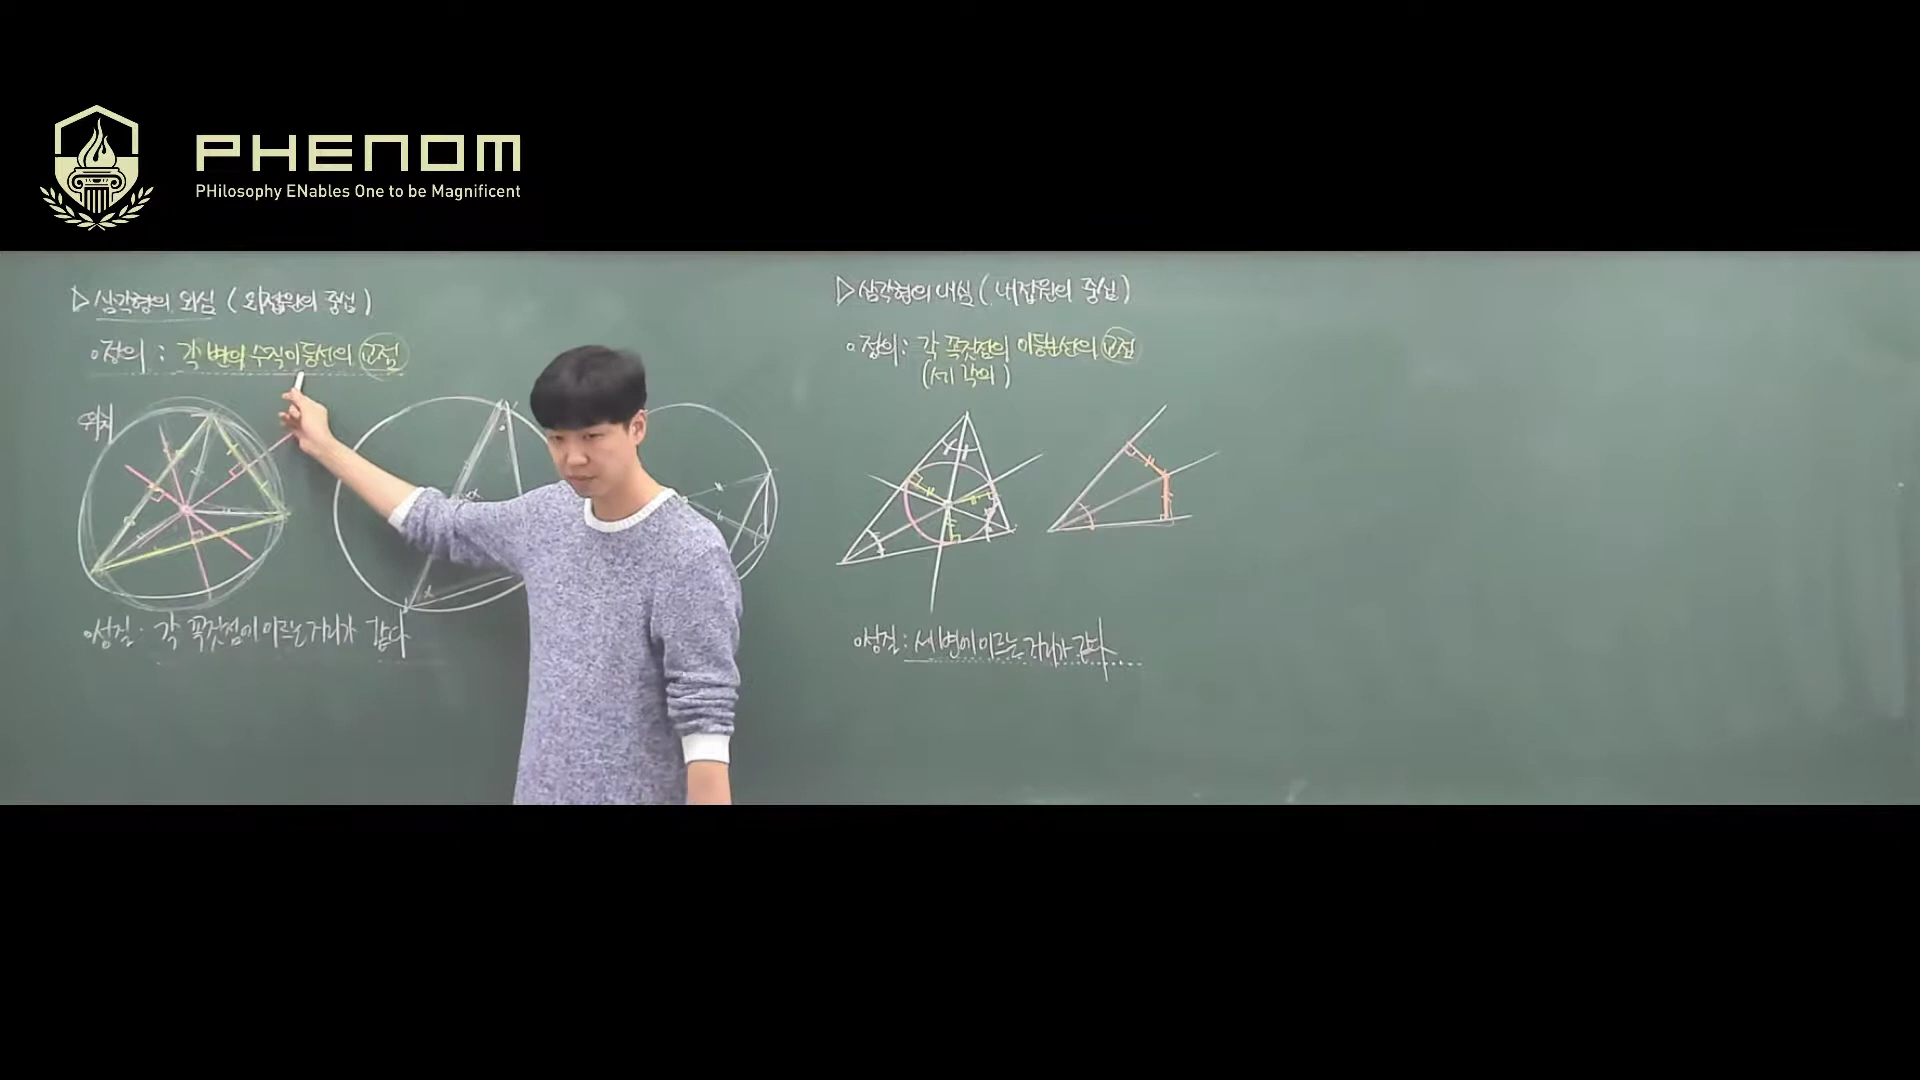 PHENOM
PHilosophy ENables One to be Magnificent
▷삼각형의 외심 (외접원의 중심)
정의 : 각 변의 수직이등분선의 교점
위치
성질 : 각 꼭짓점에 이르는 거리가 같다
▷삼각형의 내심 (내접원의 중심)
정의 : 각 꼭짓점의 이등분선의 교점
(세 각의)
성질 : 세 변에 이르는 거리가 같다